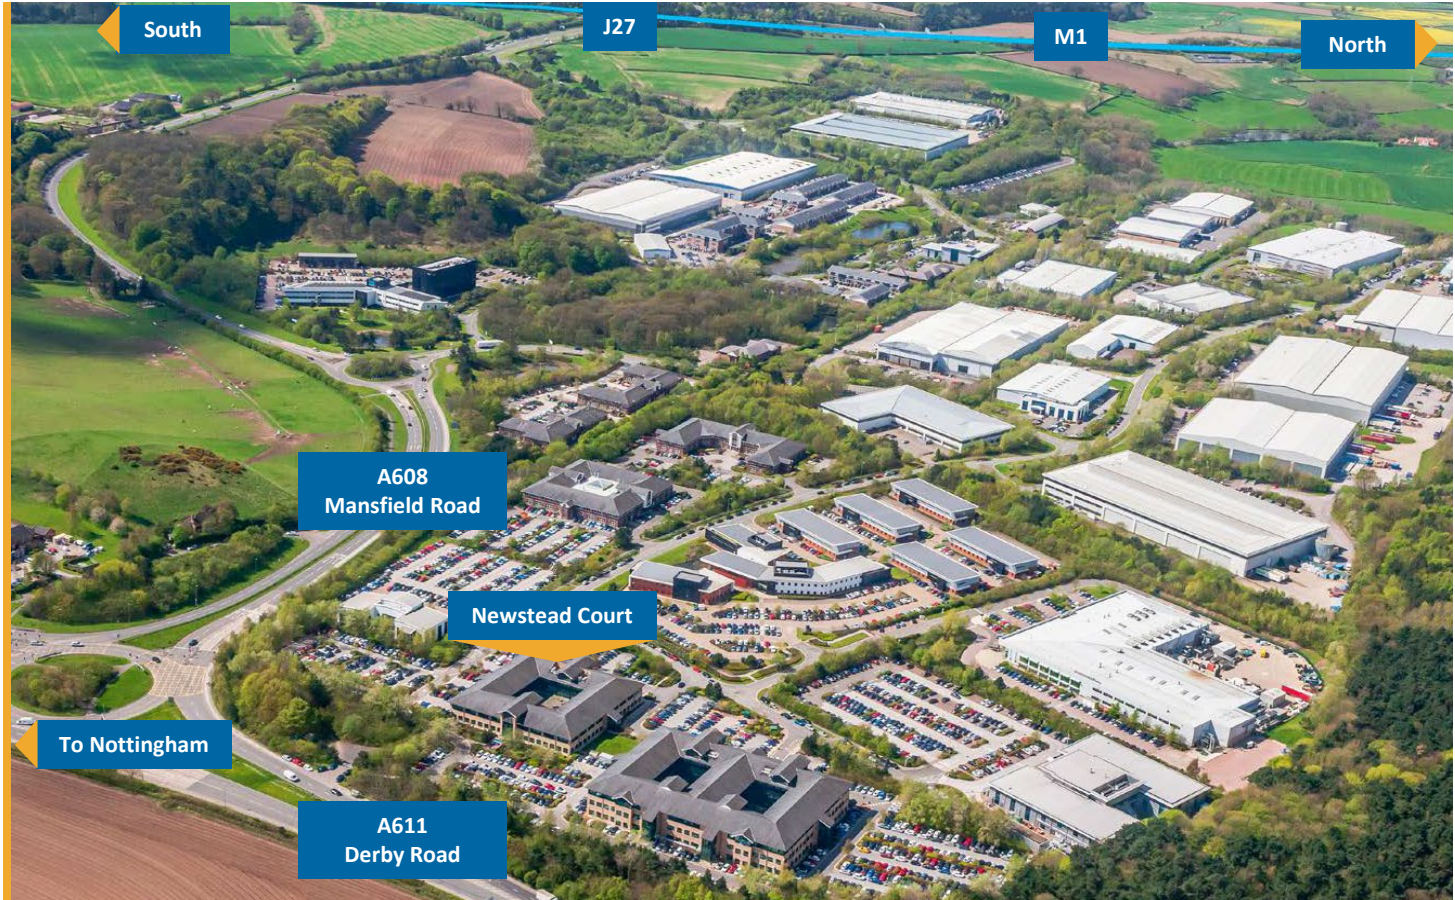 South
J27
M1
North
A608
Mansfield Road
Newstead Court
To Nottingham
A611
Derby Road